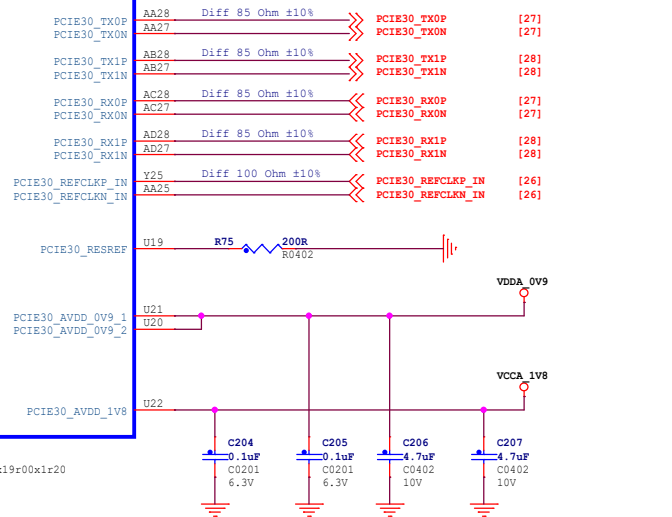 PCIE30_TX0P AA28 Diff 85 Ohm ±10% PCIE30_TX0P [27]
PCIE30_TX0N AA27 PCIE30_TX0N [27]
PCIE30_TX1P AB28 Diff 85 Ohm ±10% PCIE30_TX1P [28]
PCIE30_TX1N AB27 PCIE30_TX1N [28]
PCIE30_RX0P AC28 Diff 85 Ohm ±10% PCIE30_RX0P [27]
PCIE30_RX0N AC27 PCIE30_RX0N [27]
PCIE30_RX1P AD28 Diff 85 Ohm ±10% PCIE30_RX1P [28]
PCIE30_RX1N AD27 PCIE30_RX1N [28]
PCIE30_REFCLKP_IN Y25 Diff 100 Ohm ±10% PCIE30_REFCLKP_IN [26]
PCIE30_REFCLKN_IN AA25 PCIE30_REFCLKN_IN [26]
PCIE30_RESREF U19 R75 200R
R0402
VDDA_0V9
PCIE30_AVDD_0V9_1 U21
PCIE30_AVDD_0V9_2 U20
VCCA_1V8
PCIE30_AVDD_1V8 U22
C204 C205 C206 C207
0.1uF 0.1uF 4.7uF 4.7uF
x19r00x1r20 C0201 C0201 C0402 C0402
6.3V 6.3V 10V 10V